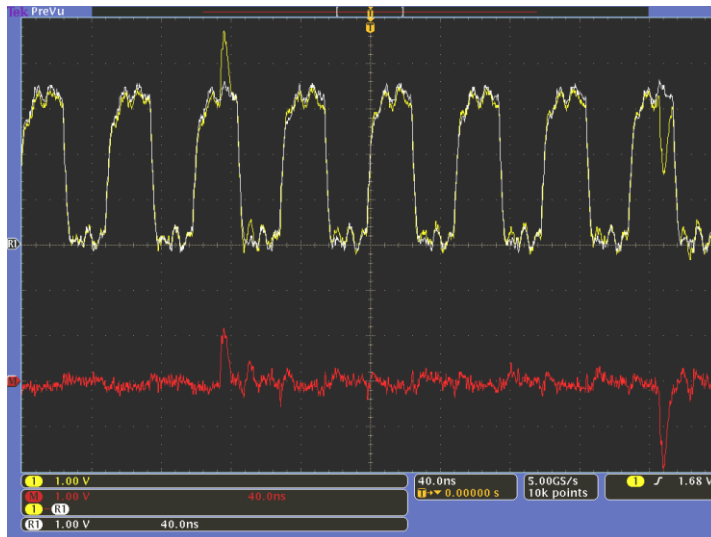 Tek PreVu
T
T
R1
M
1 1.00 V
M 1.00 V 40.0ns
1 - R1
R1 1.00 V 40.0ns
40.0ns
T→▼ 0.00000 s
5.00GS/s
10k points
1 ∫ 1.68 V